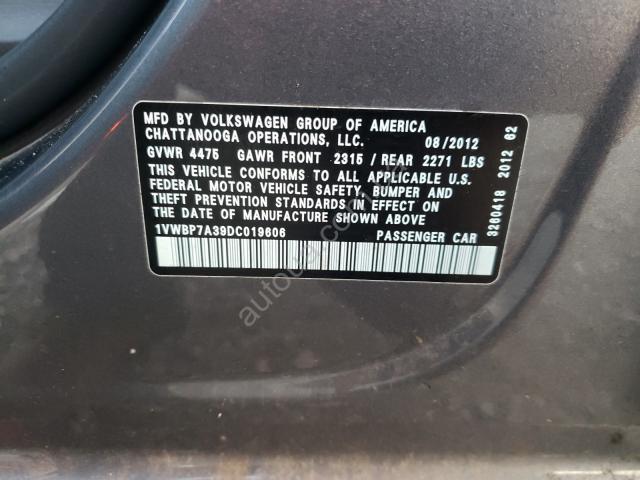 MFD BY VOLKSWAGEN GROUP OF AMERICA
CHATTANOOGA OPERATIONS, LLC. 08/2012
GVWR 4475 GAWR FRONT 2315 / REAR 2271 LBS
THIS VEHICLE CONFORMS TO ALL APPLICABLE U.S.
FEDERAL MOTOR VEHICLE SAFETY, BUMPER AND
THEFT PREVENTION STANDARDS IN EFFECT ON
THE DATE OF MANUFACTURE SHOWN ABOVE
1VWBP7A39DC019606 PASSENGER CAR
3260418 2012 62